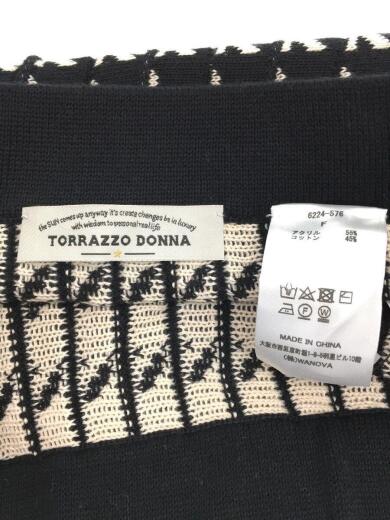 the SUN comes up anyway it's create changes be in luxury
with wisdom to personal real life
TORRAZZO DONNA
6224-576
F
アクリル 55%
コットン 45%
MADE IN CHINA
(株)WANOVA